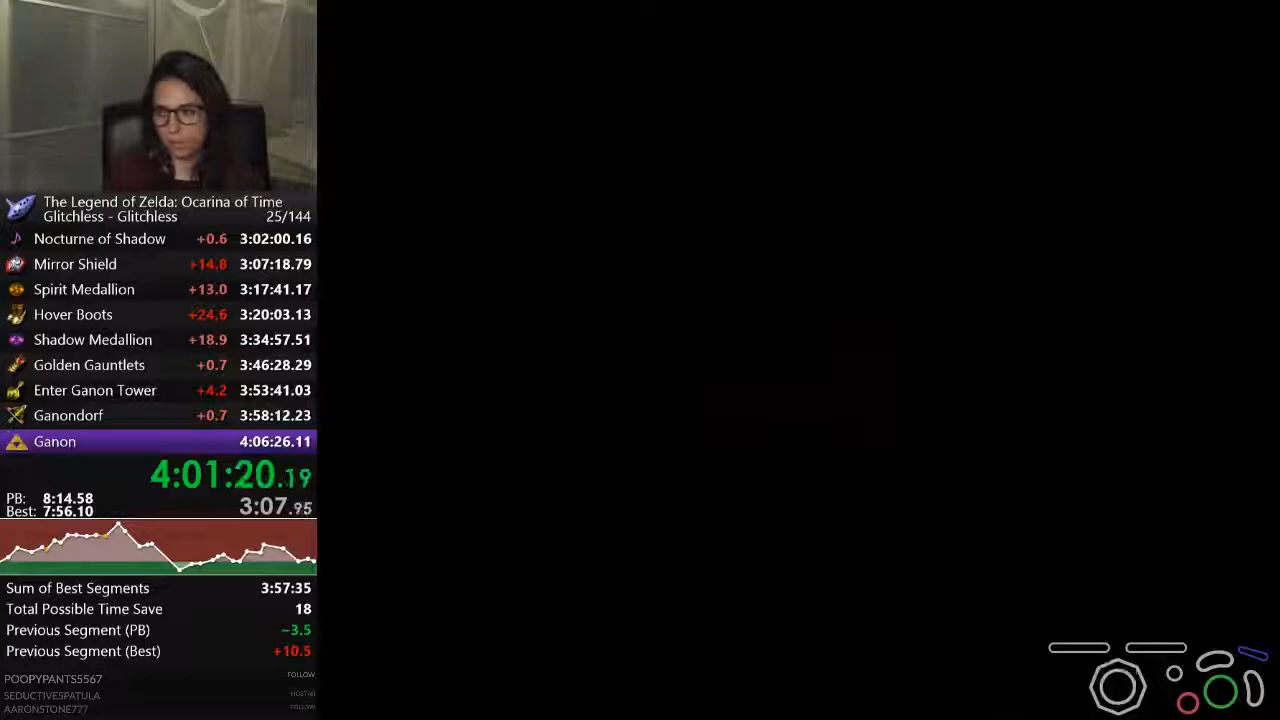 The Legend of Zelda: Ocarina of Time
Glitchless - Glitchless 25/144
Nocturne of Shadow +0.6 3:02:00.16
Mirror Shield +14.8 3:07:18.79
Spirit Medallion +13.0 3:17:41.17
Hover Boots +24.6 3:20:03.13
Shadow Medallion +18.9 3:34:57.51
Golden Gauntlets +0.7 3:46:28.29
Enter Ganon Tower +4.2 3:53:41.03
Ganondorf +0.7 3:58:12.23
Ganon 4:06:26.11
4:01:20.19
PB: 8:14.58
Best: 7:56.10 3:07.95
Sum of Best Segments 3:57:35
Total Possible Time Save 18
Previous Segment (PB) −3.5
Previous Segment (Best) +10.5
POOPYPANTS5567 FOLLOW
SEDUCTIVESPATULA
AARONSTONE777 FOLLOW